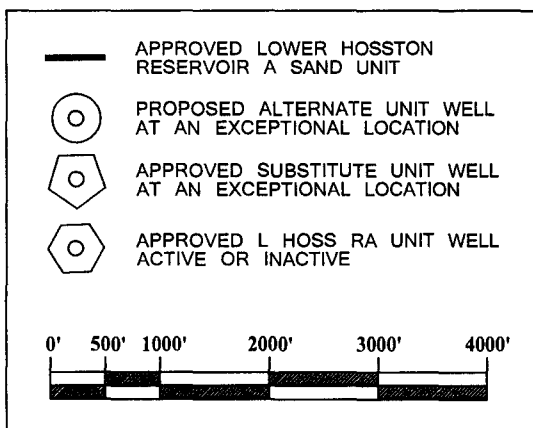 APPROVED LOWER HOSSTON
RESERVOIR A SAND UNIT
PROPOSED ALTERNATE UNIT WELL
AT AN EXCEPTIONAL LOCATION
APPROVED SUBSTITUTE UNIT WELL
AT AN EXCEPTIONAL LOCATION
APPROVED L HOSS RA UNIT WELL
ACTIVE OR INACTIVE
0' 500' 1000' 2000' 3000' 4000'